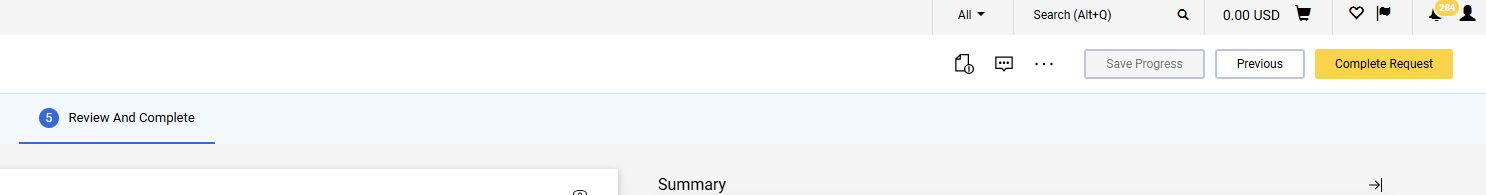 All Search (Alt+Q) 0.00 USD 284
Save Progress Previous Complete Request
5 Review And Complete
Summary